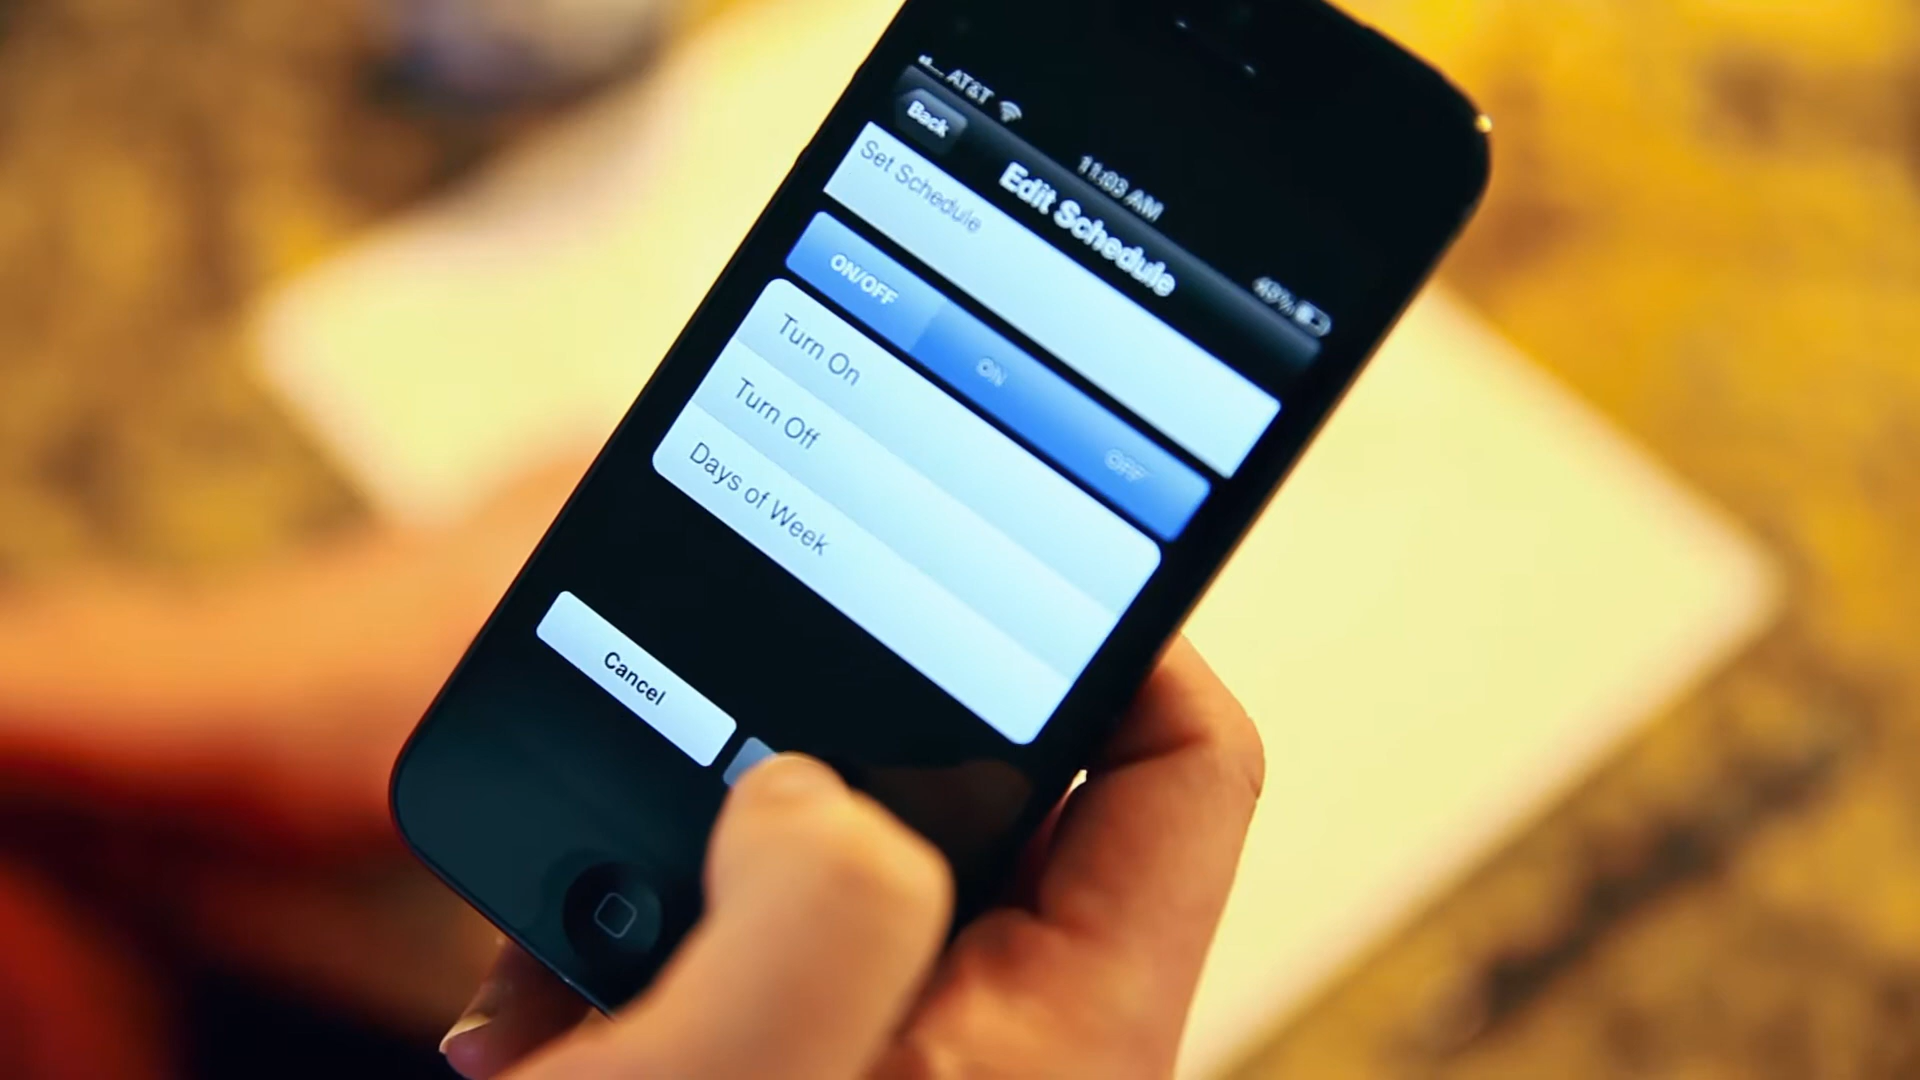 AT&T
11:03 AM
Back
Edit Schedule
Set Schedule
ON/OFF
ON
OFF
Turn On
Turn Off
Days of Week
Cancel